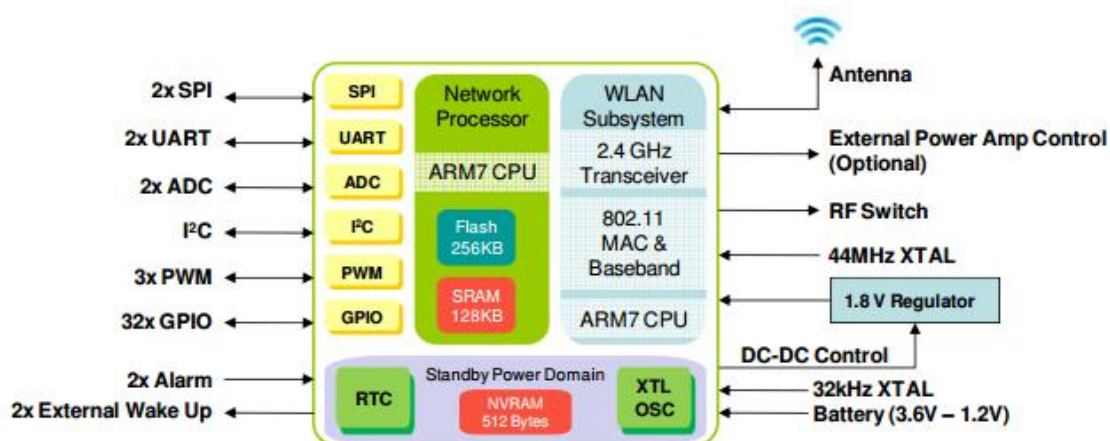 Antenna
2x SPI
SPI
Network
Processor
WLAN
Subsystem
2x UART
UART
External Power Amp Control
(Optional)
ARM7 CPU
2.4 GHz
Transceiver
2x ADC
ADC
RF Switch
I²C
I²C
Flash
256KB
802.11
MAC &
Baseband
44MHz XTAL
3x PWM
PWM
SRAM
128KB
1.8 V Regulator
32x GPIO
GPIO
ARM7 CPU
DC-DC Control
2x Alarm
RTC
Standby Power Domain
XTL
OSC
32kHz XTAL
2x External Wake Up
NVRAM
512 Bytes
Battery (3.6V – 1.2V)